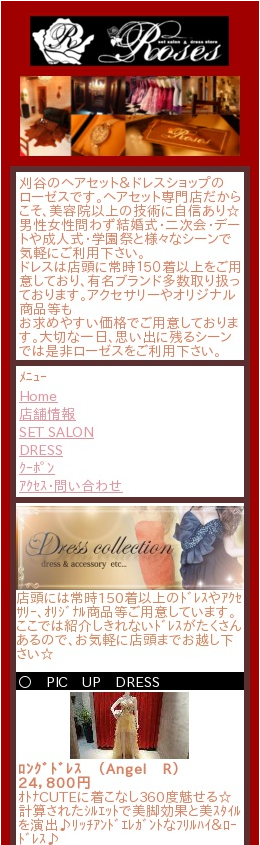 Roses
set salon & dress store
Roses
刈谷のヘアセット&ドレスショップの
ローゼスです。ヘアセット専門店だから
こそ、美容院以上の技術に自信あり☆
男性女性問わず結婚式・二次会・デー
トや成人式・学園祭と様々なシーンで
気軽にご利用下さい。
ドレスは店頭に常時150着以上をご用
意しており、有名ブランド多数取り扱っ
ております。アクセサリーやオリジナル
商品等も
お求めやすい価格でご用意しておりま
す。大切な一日、思い出に残るシーン
では是非ローゼスをご利用下さい。
ﾒﾆｭｰ
Home
店舗情報
SET SALON
DRESS
ｸｰﾎﾟﾝ
ｱｸｾｽ・問い合わせ
Dress collection
dress & accessory etc...
店頭には常時150着以上のﾄﾞﾚｽやｱｸｾ
ｻﾘｰ、ｵﾘｼﾞﾅﾙ商品等ご用意しています。
ここでは紹介しきれないﾄﾞﾚｽがたくさん
あるので、お気軽に店頭までお越し下
さい☆
○ PIC UP DRESS
ﾛﾝｸﾞﾄﾞﾚｽ (Angel R)
24,800円
ｵﾄﾅCUTEに着こなし360度魅せる☆
計算されたｼﾙｴｯﾄで美脚効果と美ｽﾀｲﾙ
を演出♪ﾘｯﾁｱﾝﾄﾞｴﾚｶﾞﾝﾄなﾌﾘﾙﾊｲ&ﾛｰ
ﾄﾞﾚｽ♪